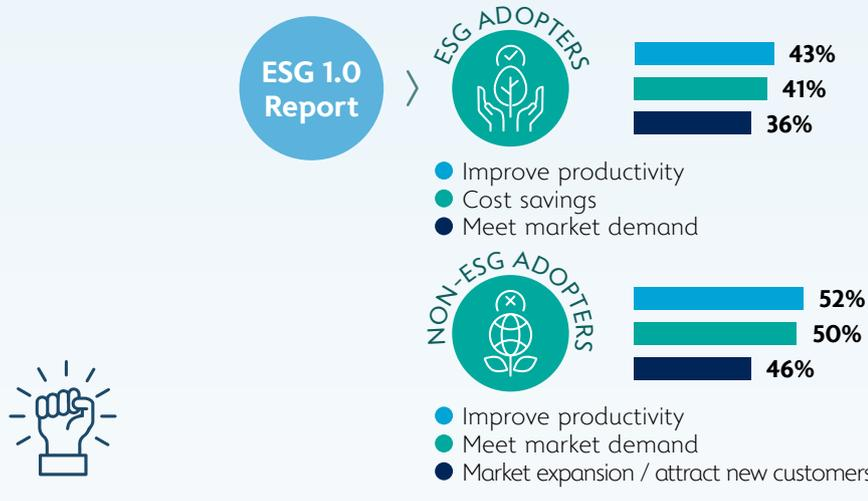 ESG 1.0
Report
ESG ADOPTERS
43%
41%
36%
Improve productivity
Cost savings
Meet market demand
NON-ESG ADOPTERS
52%
50%
46%
Improve productivity
Meet market demand
Market expansion / attract new customers